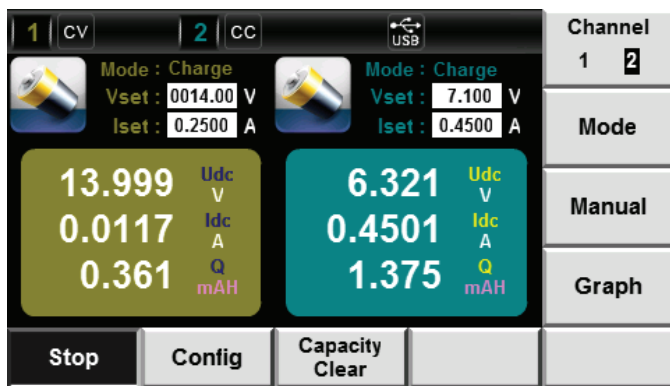 1 CV 2 CC USB
Channel
1 2
Mode : Charge
Vset : 0014.00 V
Iset : 0.2500 A
Mode : Charge
Vset : 7.100 V
Iset : 0.4500 A
Mode
13.999 Udc V
0.0117 Idc A
0.361 Q mAH
6.321 Udc V
0.4501 Idc A
1.375 Q mAH
Manual
Graph
Stop
Config
Capacity
Clear